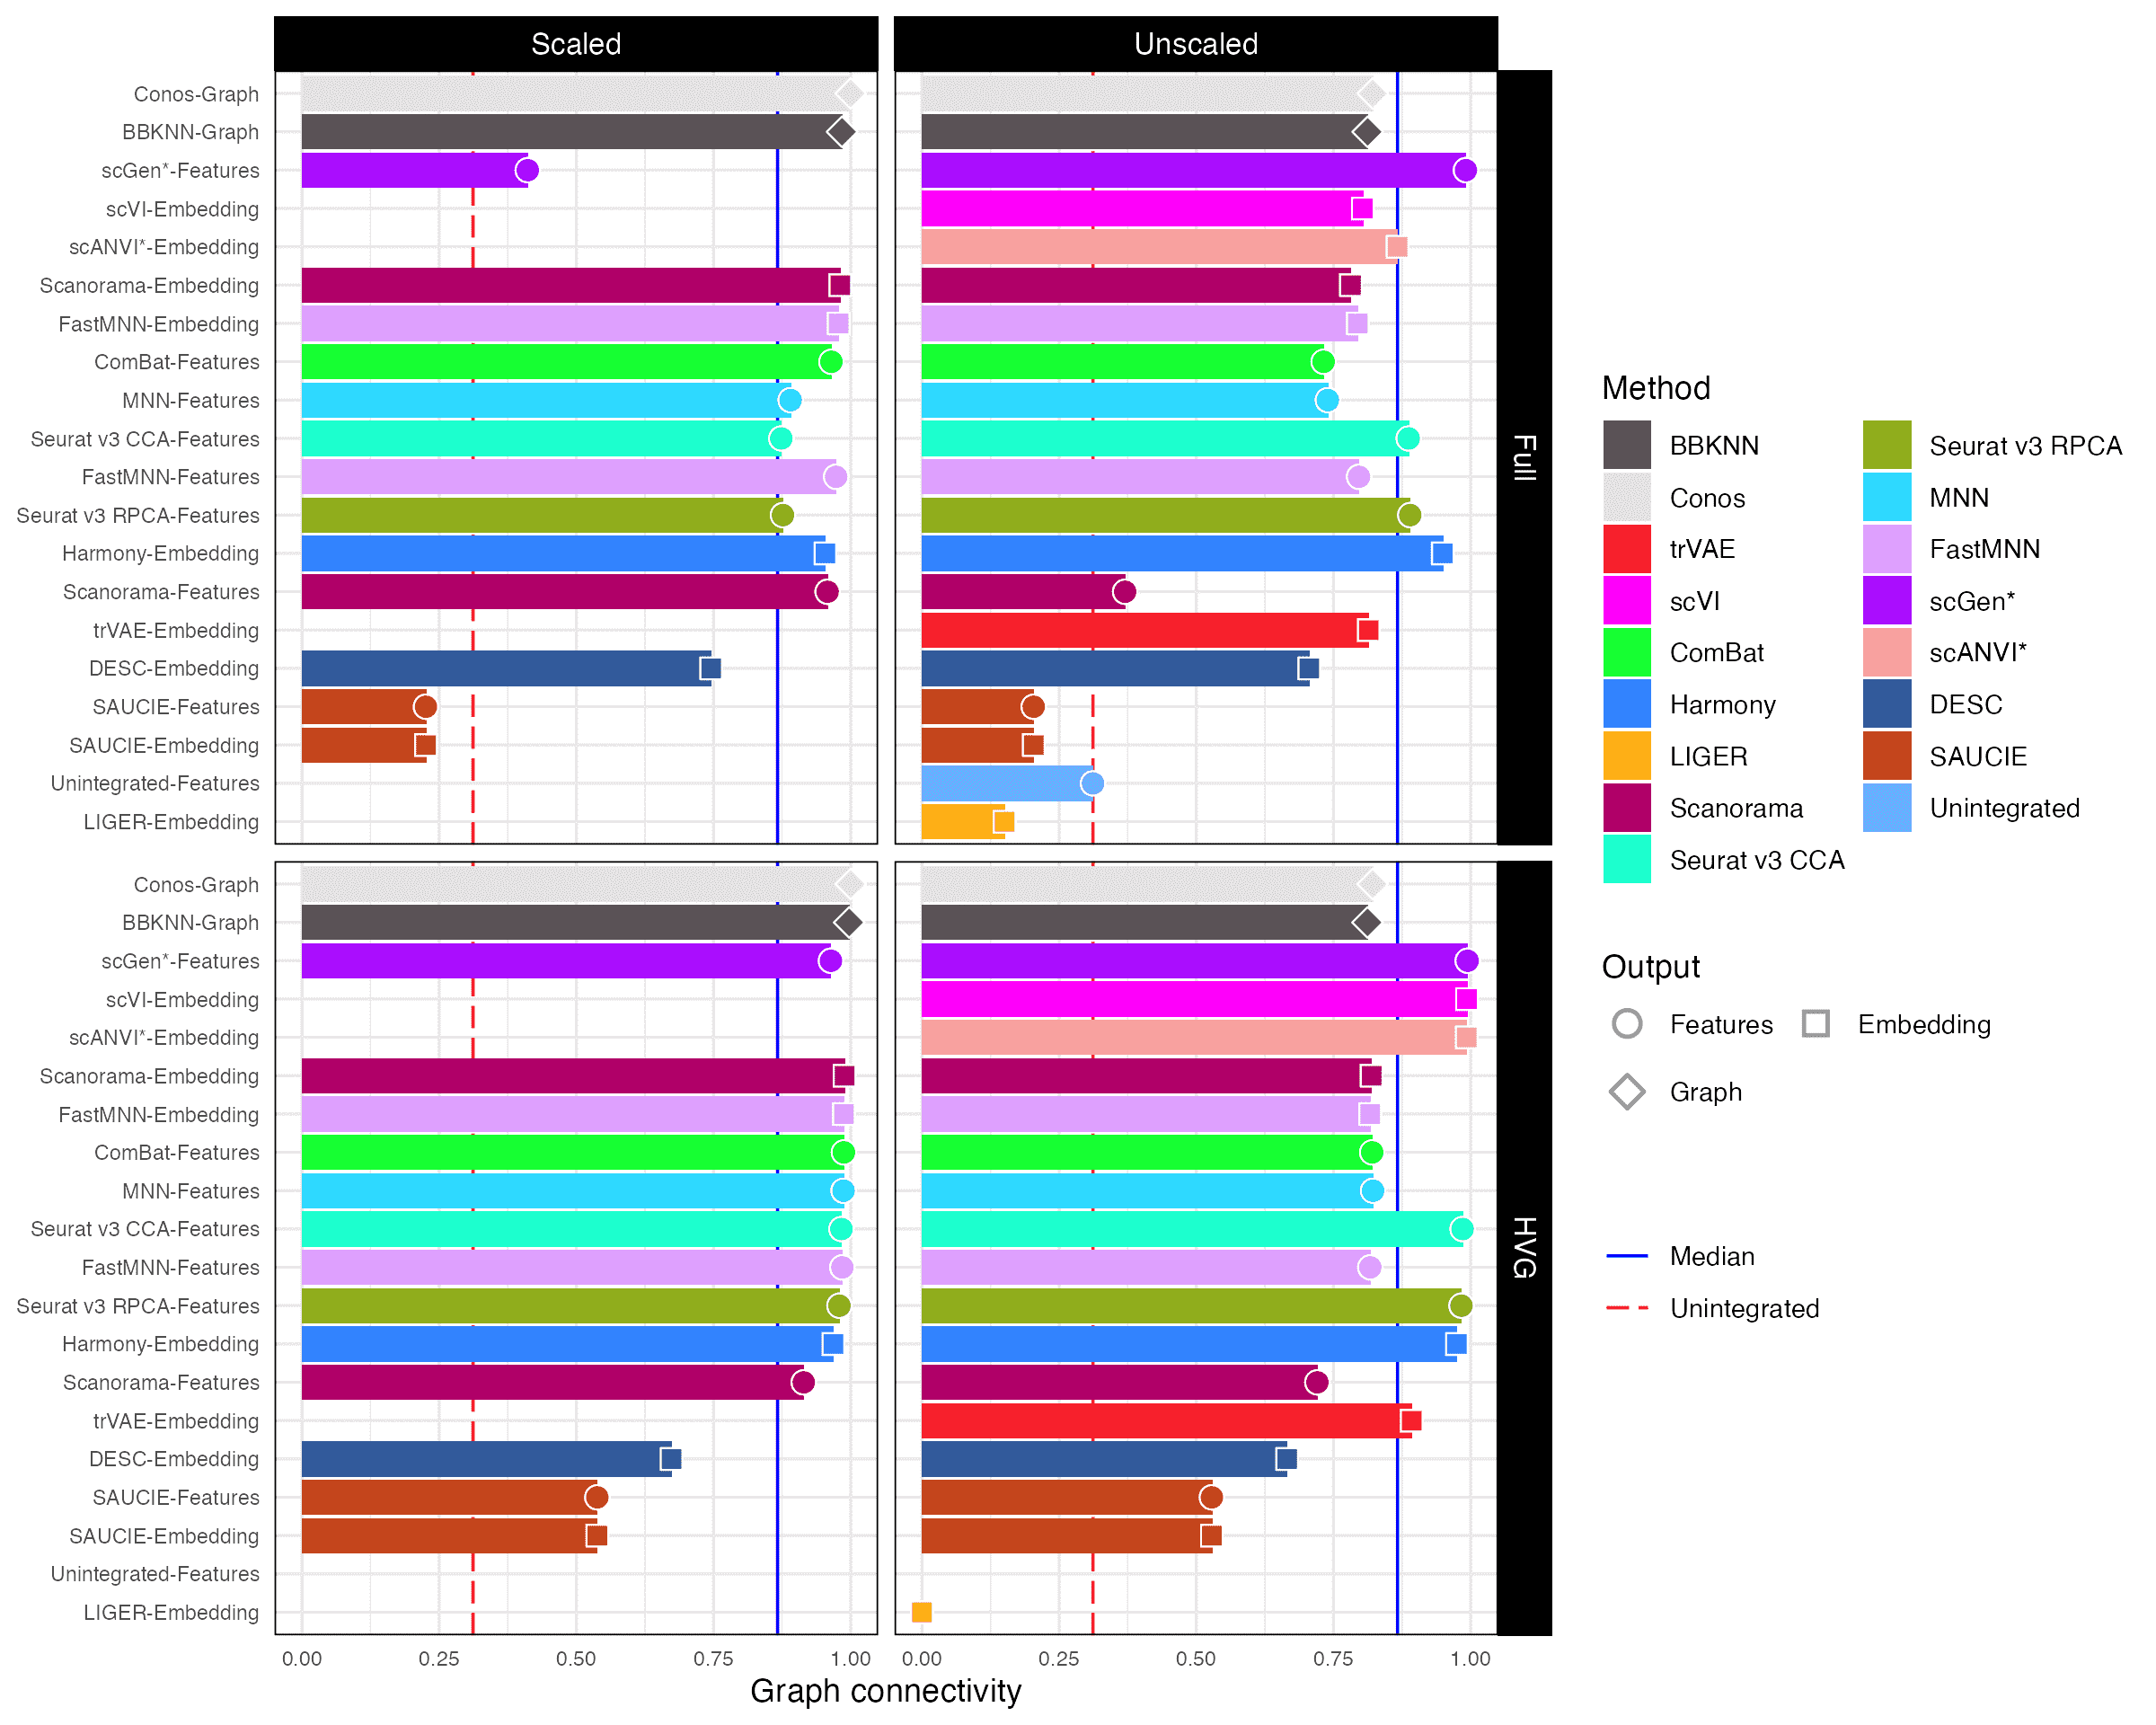 Scaled
Unscaled
Conos-Graph
BBKNN-Graph
scGen*-Features
scVI-Embedding
scANVI*-Embedding
Scanorama-Embedding
FastMNN-Embedding
ComBat-Features
MNN-Features
Seurat v3 CCA-Features
FastMNN-Features
Seurat v3 RPCA-Features
Harmony-Embedding
Scanorama-Features
trVAE-Embedding
DESC-Embedding
SAUCIE-Features
SAUCIE-Embedding
Unintegrated-Features
LIGER-Embedding
Full
Conos-Graph
BBKNN-Graph
scGen*-Features
scVI-Embedding
scANVI*-Embedding
Scanorama-Embedding
FastMNN-Embedding
ComBat-Features
MNN-Features
Seurat v3 CCA-Features
FastMNN-Features
Seurat v3 RPCA-Features
Harmony-Embedding
Scanorama-Features
trVAE-Embedding
DESC-Embedding
SAUCIE-Features
SAUCIE-Embedding
Unintegrated-Features
LIGER-Embedding
HVG
0.00 0.25 0.50 0.75 1.00
0.00 0.25 0.50 0.75 1.00
Graph connectivity
Method
BBKNN
Conos
trVAE
scVI
ComBat
Harmony
LIGER
Scanorama
Seurat v3 CCA
Seurat v3 RPCA
MNN
FastMNN
scGen*
scANVI*
DESC
SAUCIE
Unintegrated
Output
Features
Embedding
Graph
Median
Unintegrated